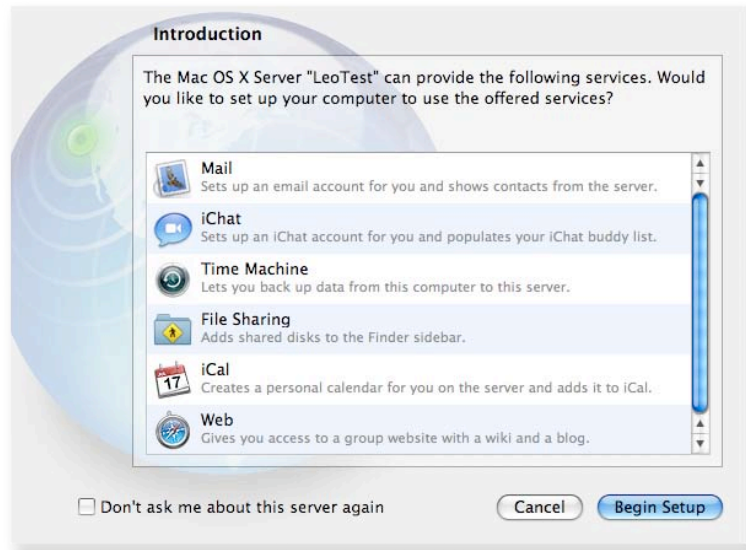 Introduction
The Mac OS X Server "LeoTest" can provide the following services. Would
you like to set up your computer to use the offered services?
Mail
Sets up an email account for you and shows contacts from the server.
iChat
Sets up an iChat account for you and populates your iChat buddy list.
Time Machine
Lets you back up data from this computer to this server.
File Sharing
Adds shared disks to the Finder sidebar.
iCal
17
Creates a personal calendar for you on the server and adds it to iCal.
Web
Gives you access to a group website with a wiki and a blog.
Don't ask me about this server again
Cancel
Begin Setup